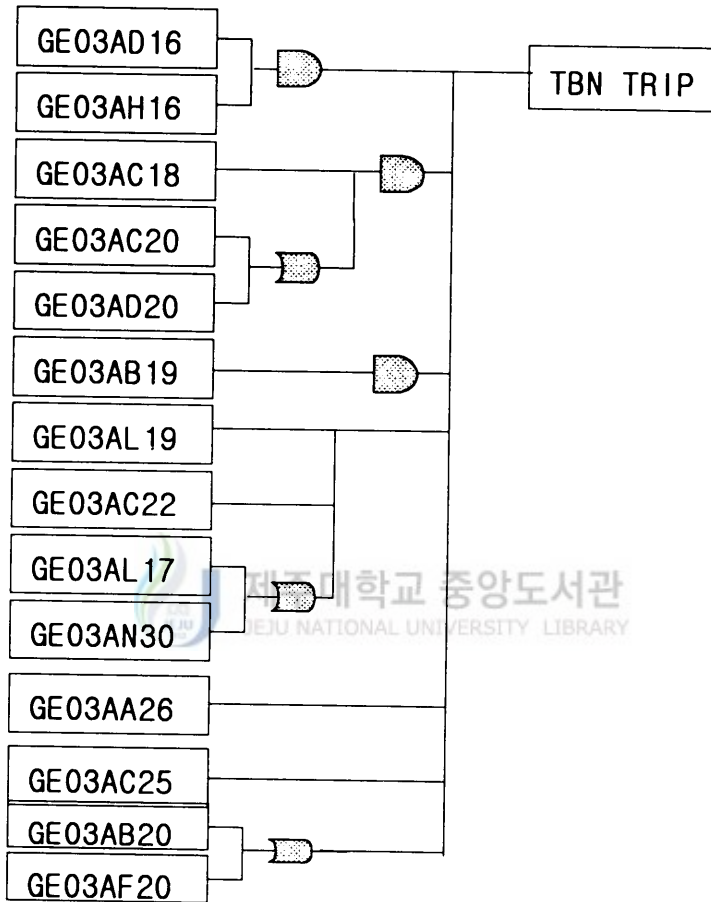 GE03AD16
TBN TRIP
GE03AH16
GE03AC18
GE03AC20
GE03AD20
GE03AB19
GE03AL19
GE03AC22
GE03AL17
제주대학교 중앙도서관
JEJU NATIONAL UNIVERSITY LIBRARY
GE03AN30
GE03AA26
GE03AC25
GE03AB20
GE03AF20